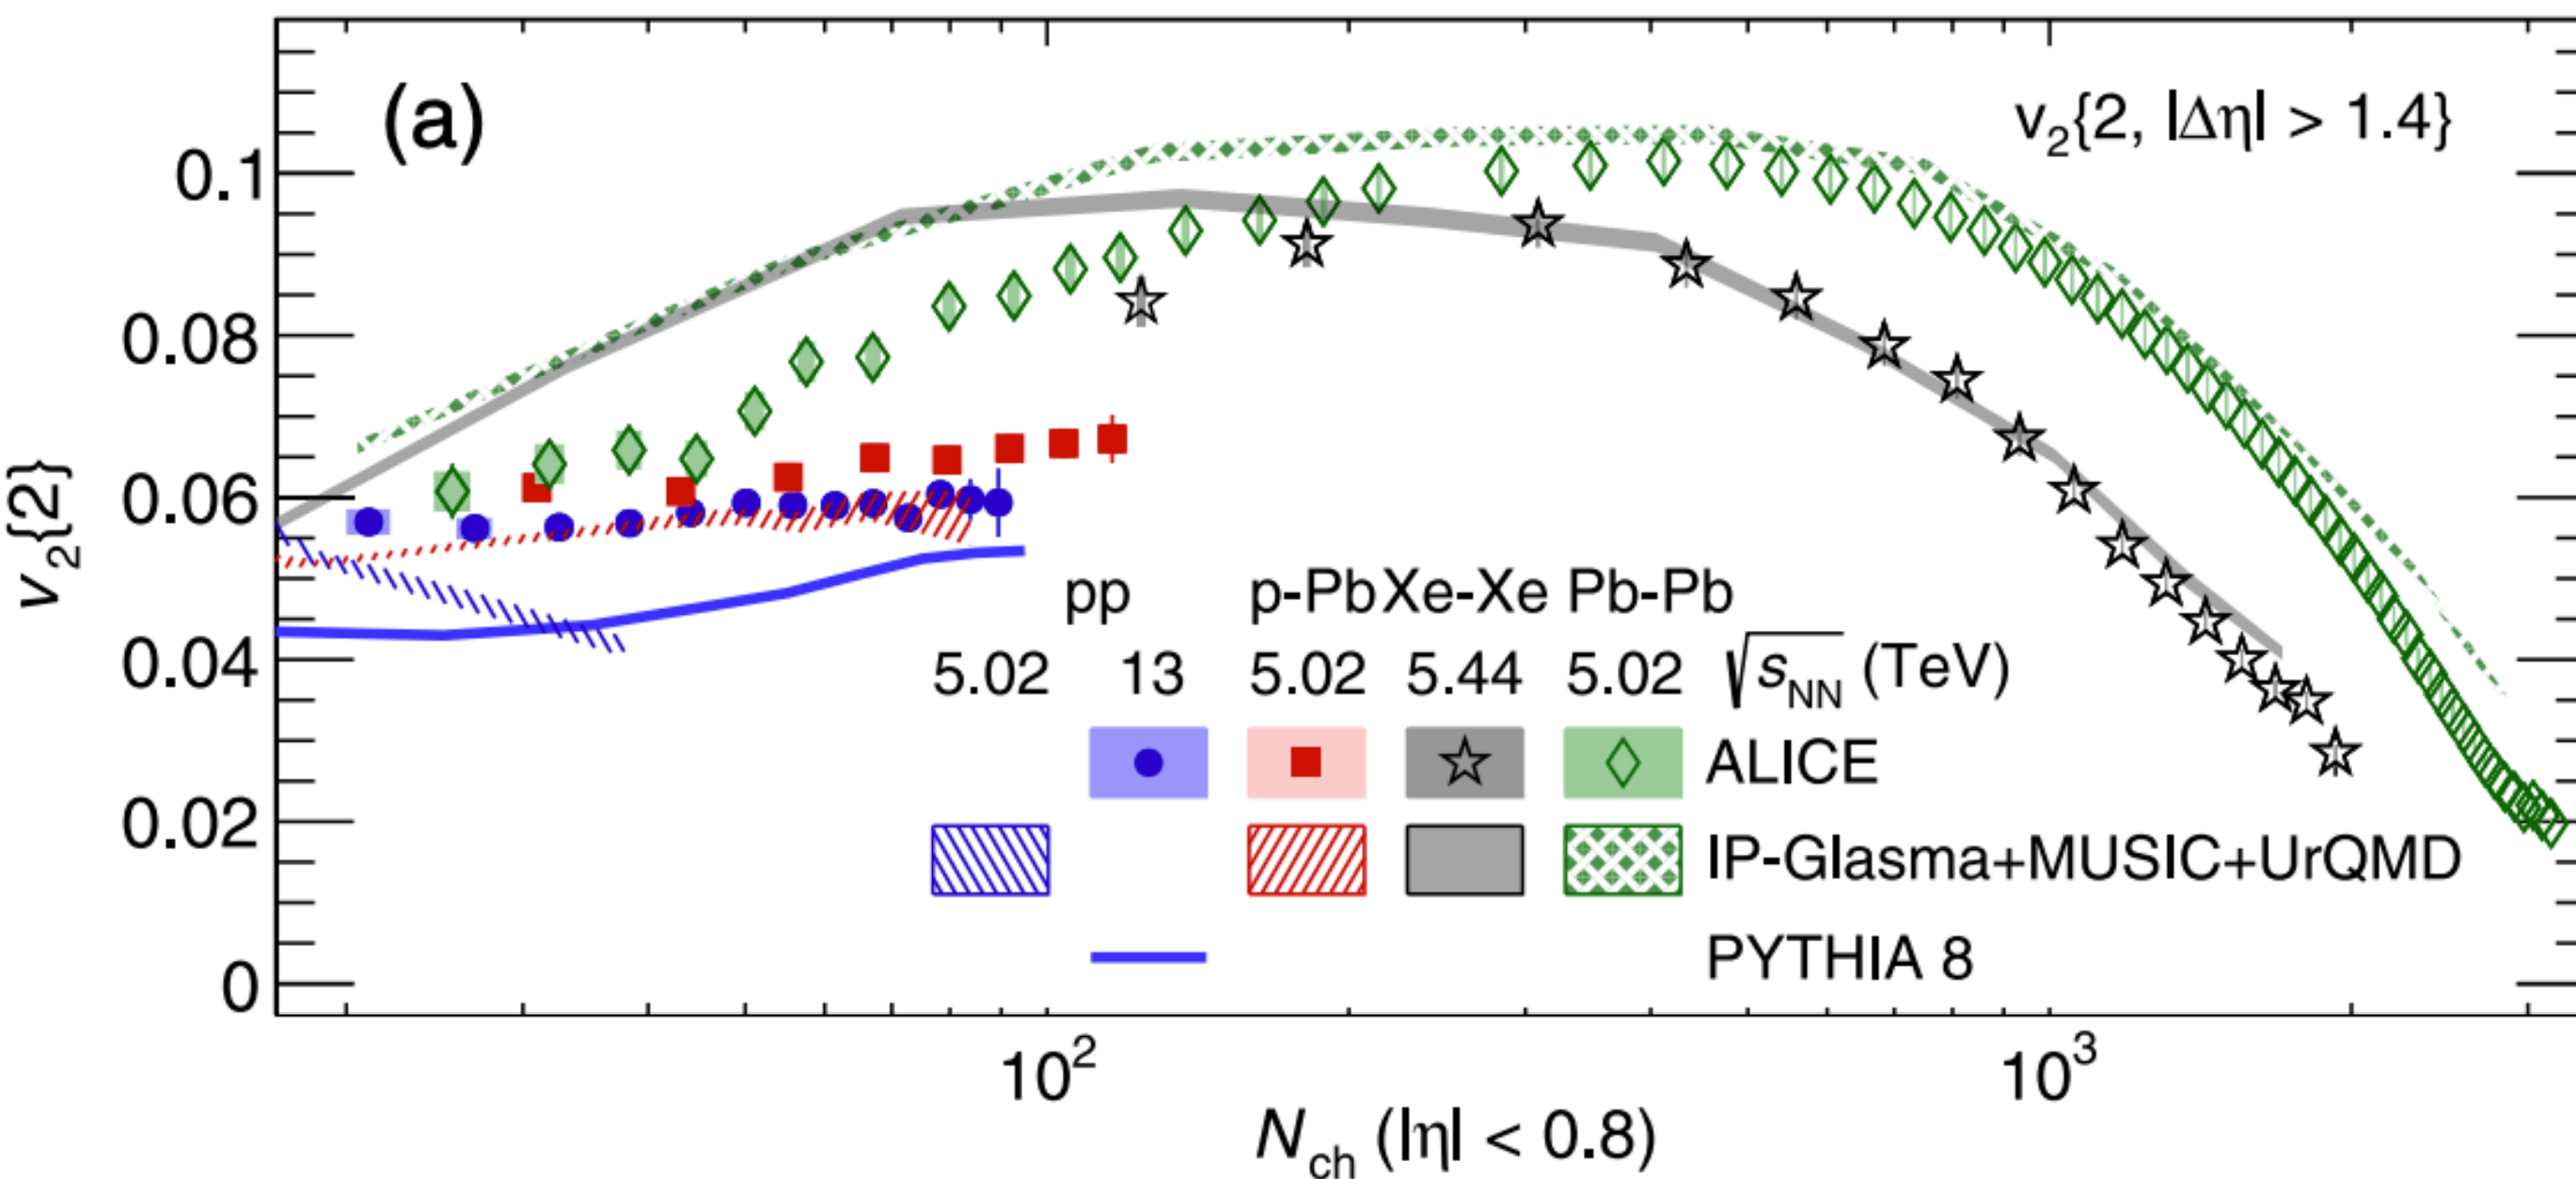 (a)
v₂{2, |Δη| > 1.4}
v₂{2}
0.1
0.08
0.06
0.04
0.02
0
pp p-Pb Xe-Xe Pb-Pb
5.02 13 5.02 5.44 5.02 √s_NN (TeV)
ALICE
IP-Glasma+MUSIC+UrQMD
PYTHIA 8
10² 10³
N_ch (|η| < 0.8)